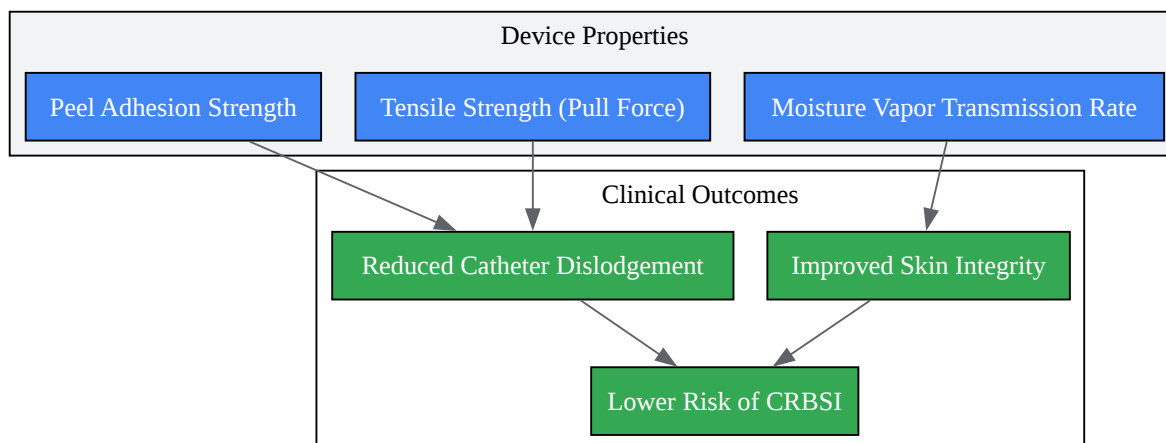 Device Properties
Peel Adhesion Strength
Tensile Strength (Pull Force)
Moisture Vapor Transmission Rate
Clinical Outcomes
Reduced Catheter Dislodgement
Improved Skin Integrity
Lower Risk of CRBSI